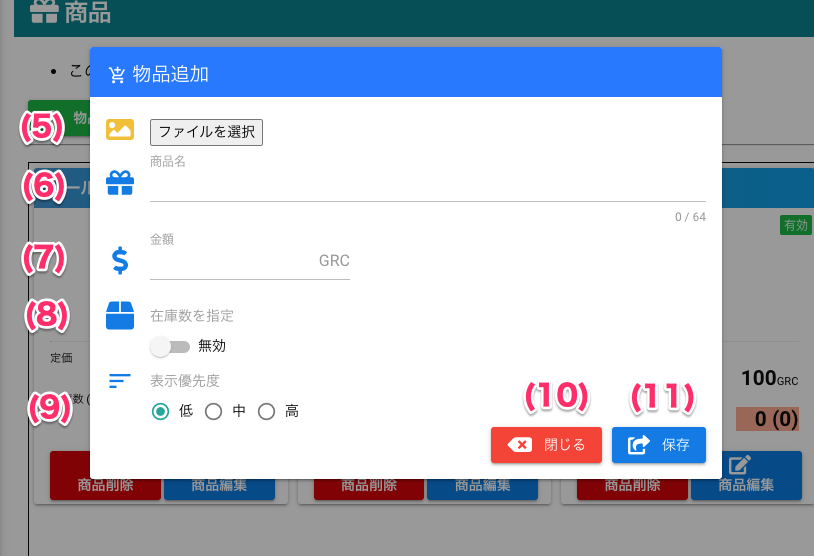 商品
この
物品追加
(5)
物
ファイルを選択
商品名
(6)
ール
0 / 64
有効
金額
(7)
GRC
(8)
在庫数を指定
無効
定価
表示優先度
100GRC
(9)
数 (
低 中 高
(10)
(11)
0 (0)
閉じる
保存
商品削除 商品編集 商品削除 商品編集 商品削除 商品編集